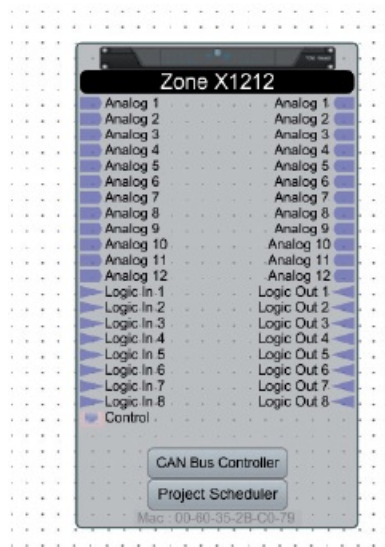 Zone X1212
Analog 1 Analog 1
Analog 2 Analog 2
Analog 3 Analog 3
Analog 4 Analog 4
Analog 5 Analog 5
Analog 6 Analog 6
Analog 7 Analog 7
Analog 8 Analog 8
Analog 9 Analog 9
Analog 10 Analog 10
Analog 11 Analog 11
Analog 12 Analog 12
Logic In 1 Logic Out 1
Logic In 2 Logic Out 2
Logic In 3 Logic Out 3
Logic In 4 Logic Out 4
Logic In 5 Logic Out 5
Logic In 6 Logic Out 6
Logic In 7 Logic Out 7
Logic In 8 Logic Out 8
Control
CAN Bus Controller
Project Scheduler
Mac : 00-60-35-2B-C0-79